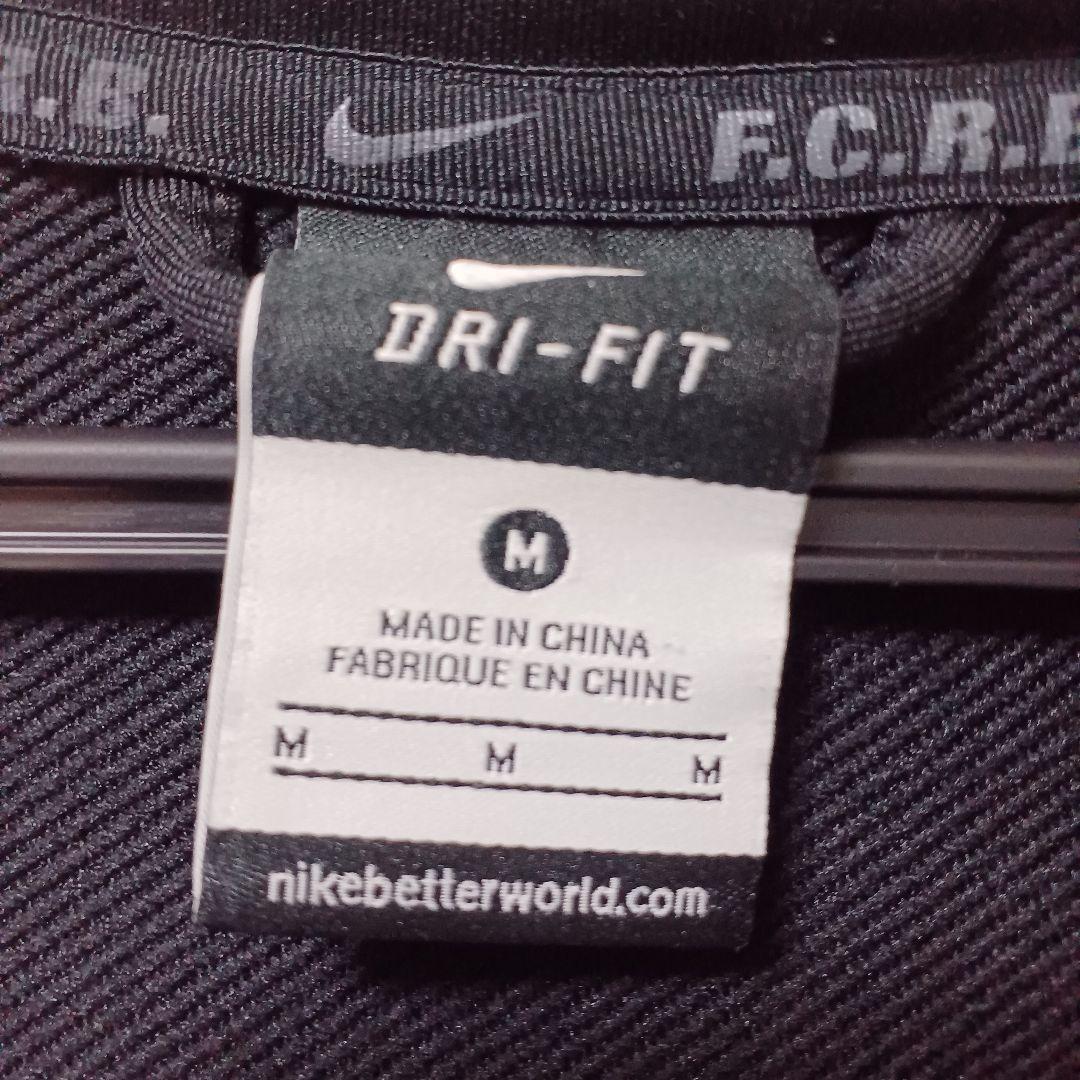 F.C.R.
DRI-FIT
M
MADE IN CHINA
FABRIQUE EN CHINE
M M M
nikebetterworld.com